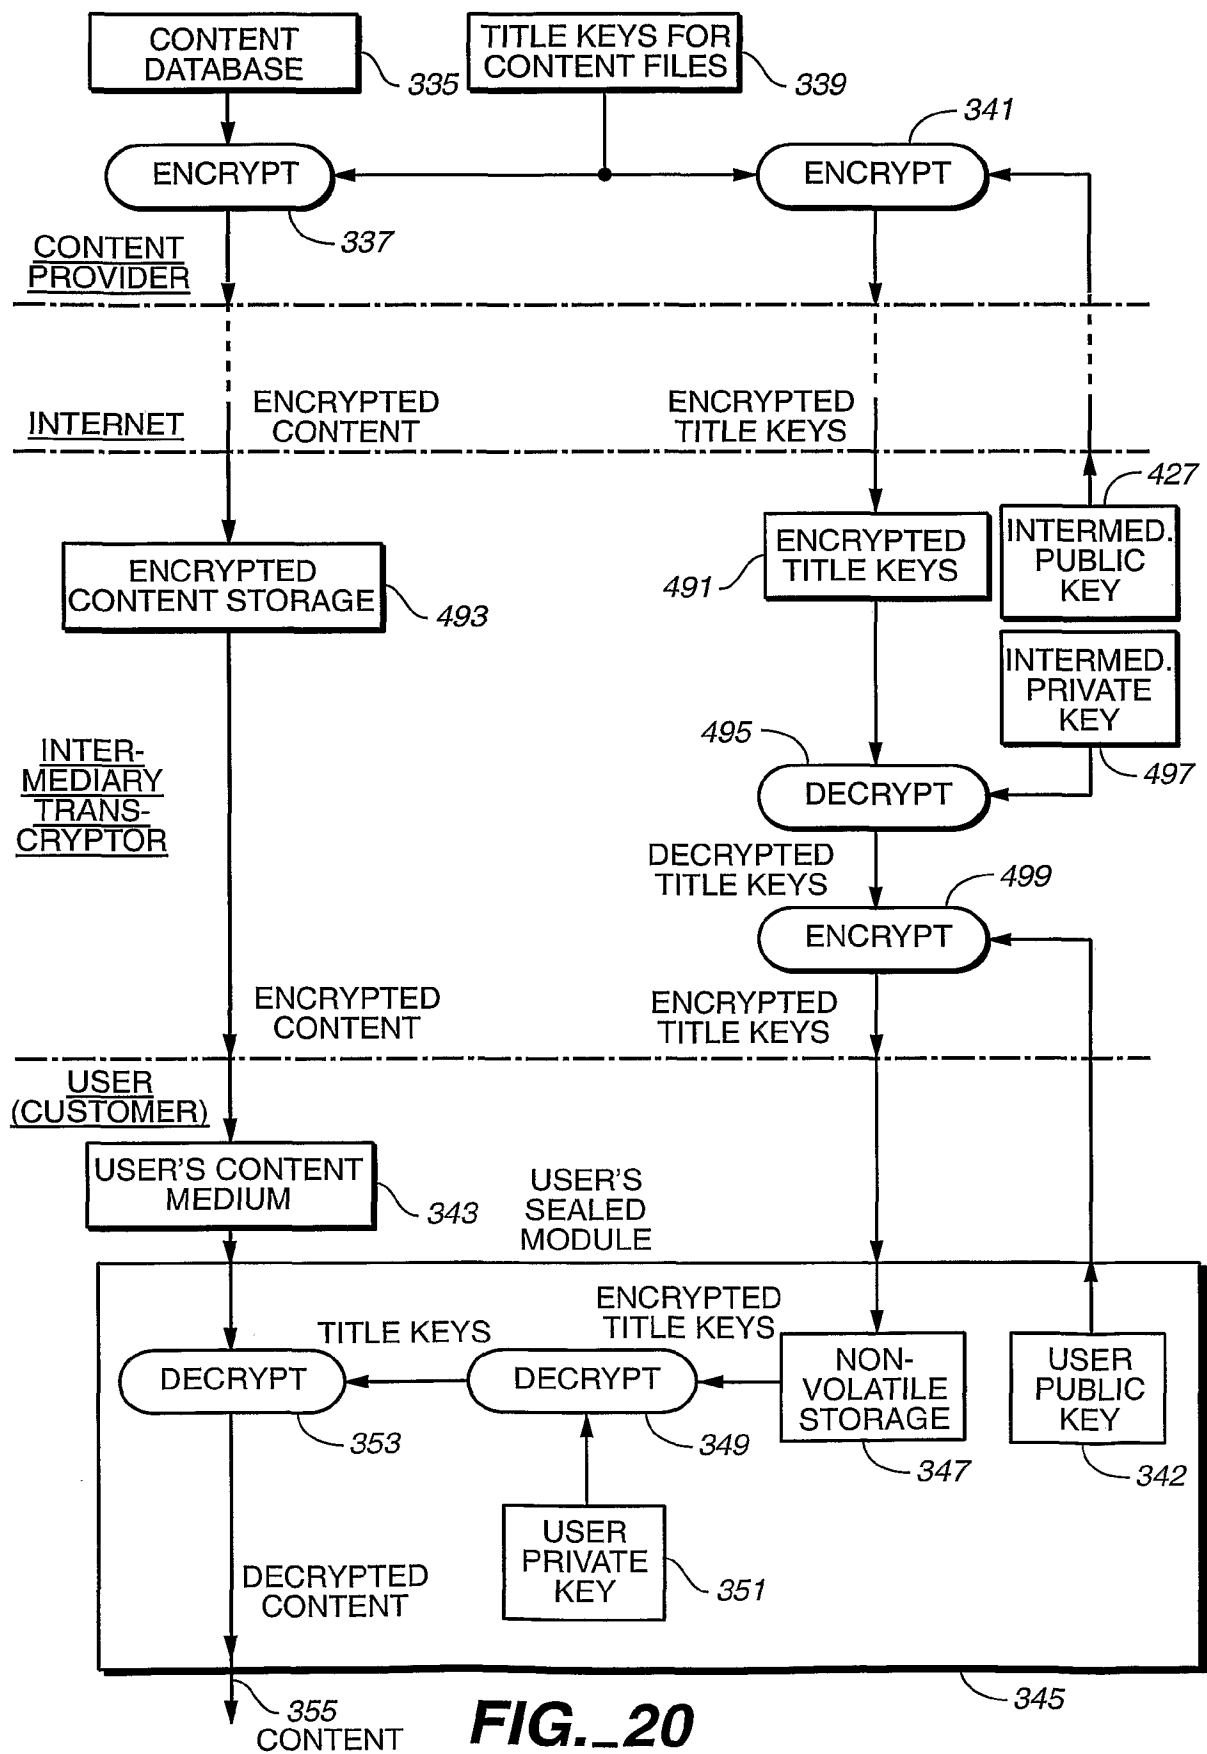 CONTENT
DATABASE
335
TITLE KEYS FOR
CONTENT FILES
339
341
ENCRYPT
ENCRYPT
337
CONTENT
PROVIDER
ENCRYPTED
CONTENT
ENCRYPTED
TITLE KEYS
INTERNET
427
ENCRYPTED
TITLE KEYS
491
INTERMED.
PUBLIC
KEY
ENCRYPTED
CONTENT STORAGE
493
INTERMED.
PRIVATE
KEY
497
495
INTER-
MEDIARY
TRANS-
CRYPTOR
DECRYPT
DECRYPTED
TITLE KEYS
499
ENCRYPT
ENCRYPTED
CONTENT
ENCRYPTED
TITLE KEYS
USER
(CUSTOMER)
USER'S CONTENT
MEDIUM
343
USER'S
SEALED
MODULE
ENCRYPTED
TITLE KEYS
TITLE KEYS
DECRYPT
353
DECRYPT
349
NON-
VOLATILE
STORAGE
347
USER
PUBLIC
KEY
342
USER
PRIVATE
KEY
351
DECRYPTED
CONTENT
345
355
CONTENT
FIG._20